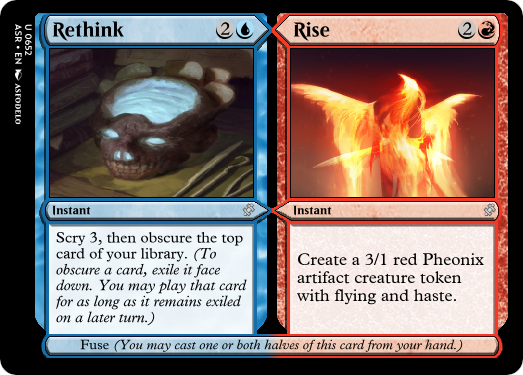 U 0652
ASR • EN ASFODELO
Rethink 2
Instant
Scry 3, then obscure the top
card of your library. (To
obscure a card, exile it face
down. You may play that card
for as long as it remains exiled
on a later turn.)
Rise 2
Instant
Create a 3/1 red Pheonix
artifact creature token
with flying and haste.
Fuse (You may cast one or both halves of this card from your hand.)